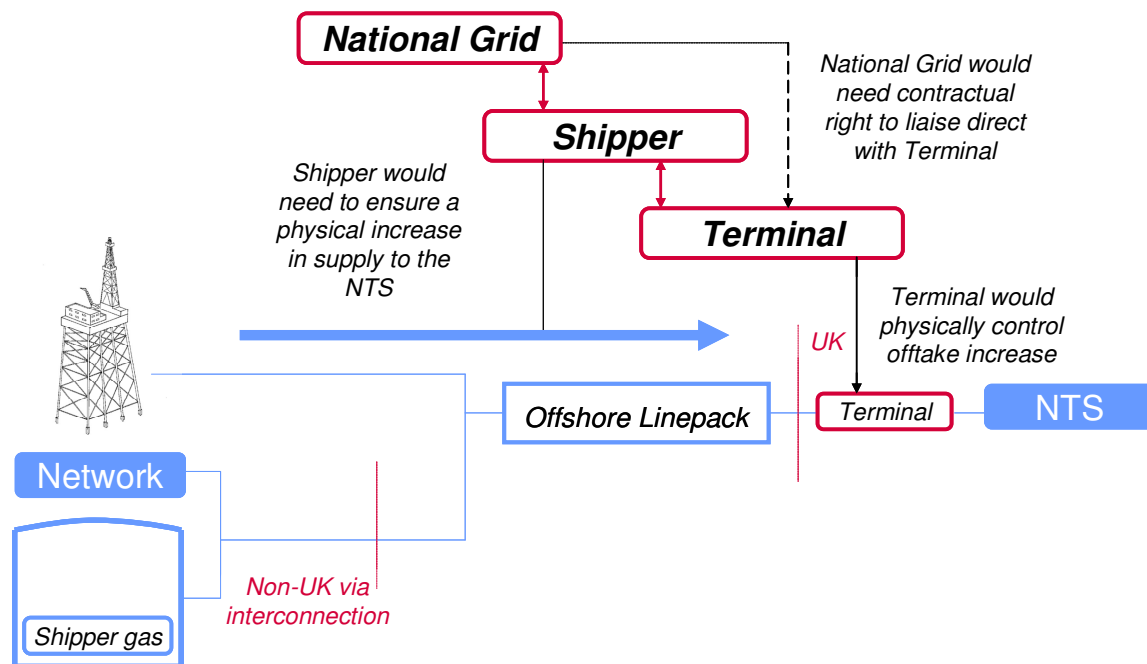 National Grid
National Grid would
need contractual
right to liaise direct
with Terminal
Shipper
Shipper would
need to ensure a
physical increase
in supply to the
NTS
Terminal
Terminal would
physically control
offtake increase
UK
Offshore Linepack
Terminal
NTS
Network
Non-UK via
interconnection
Shipper gas